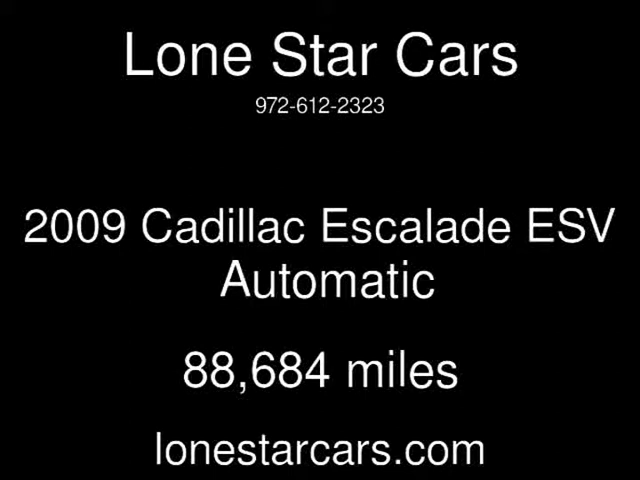 Lone Star Cars
972-612-2323
2009 Cadillac Escalade ESV
Automatic
88,684 miles
lonestarcars.com